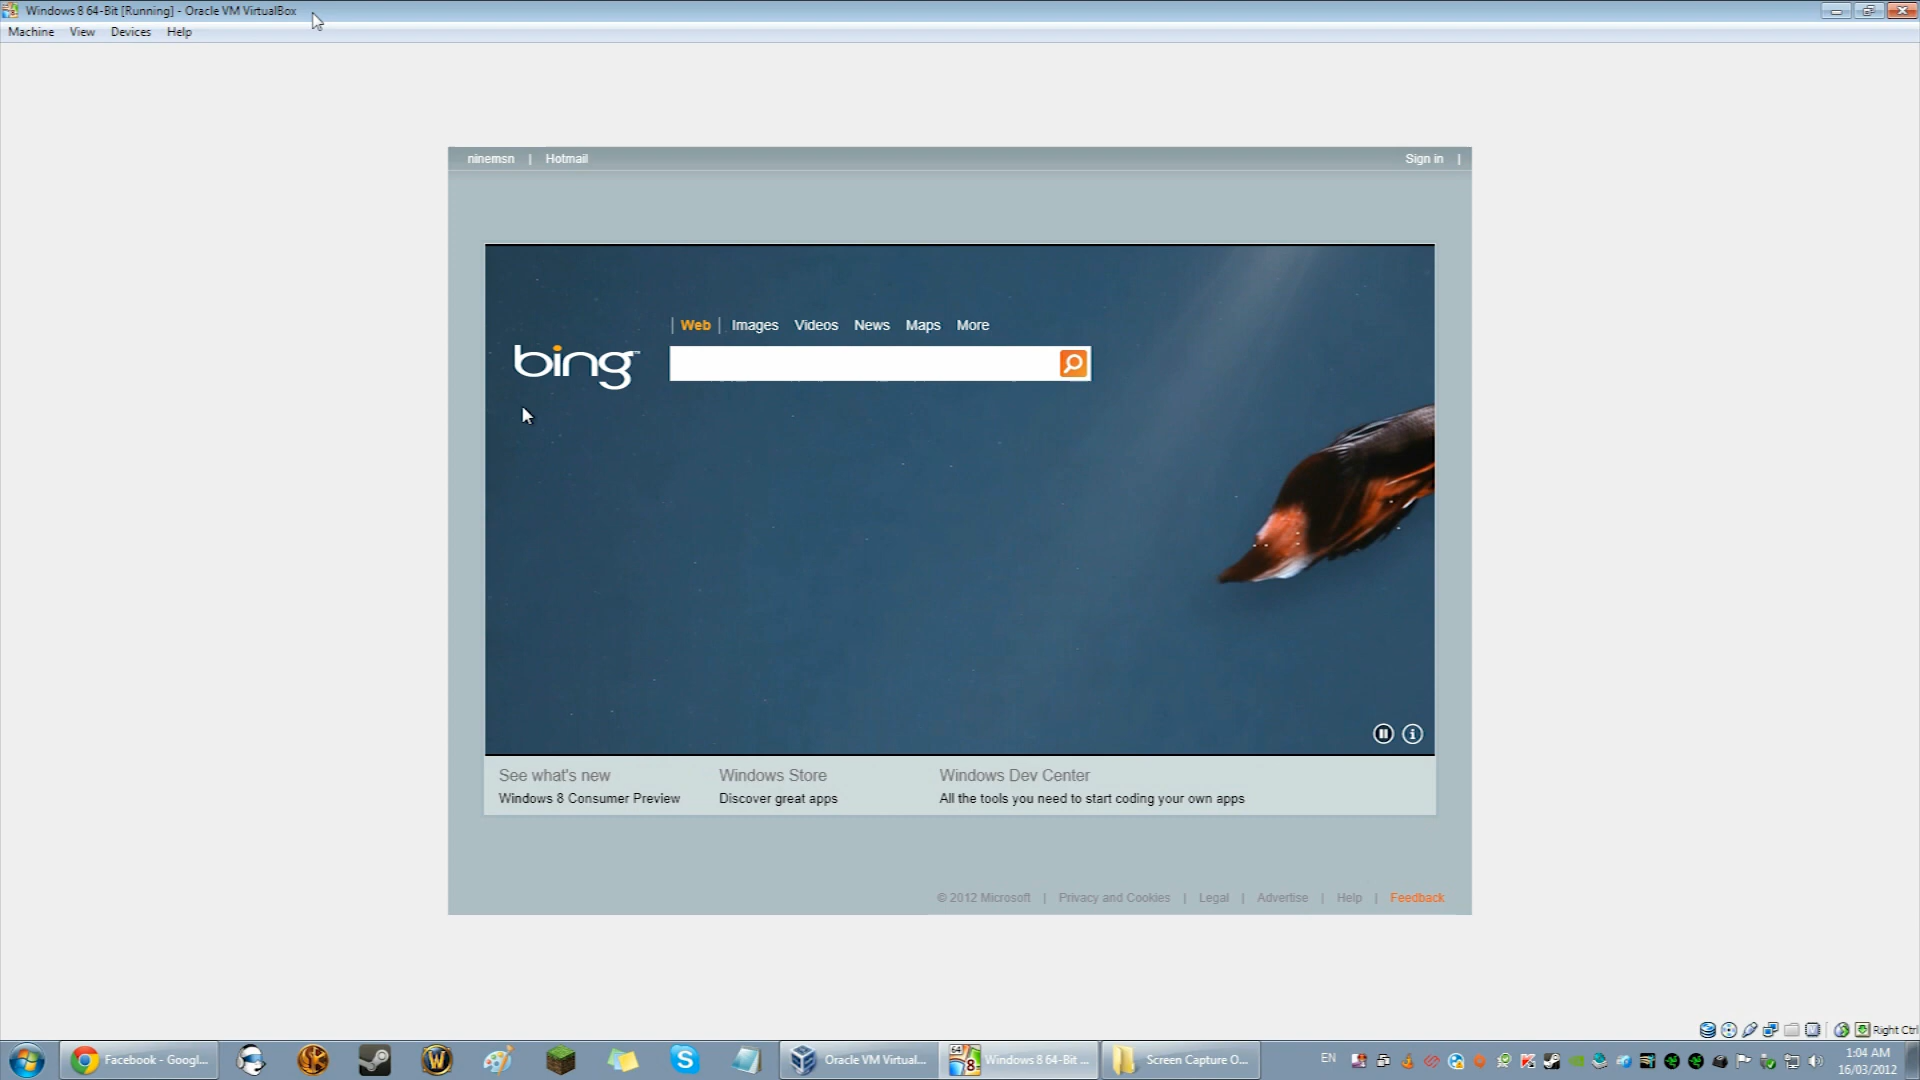 Windows 8 64-Bit [Running] - Oracle VM VirtualBox
Machine View Devices Help
ninemsn | Hotmail Sign in |
| Web | Images Videos News Maps More
bing™
See what's new Windows Store Windows Dev Center
Windows 8 Consumer Preview Discover great apps All the tools you need to start coding your own apps
© 2012 Microsoft | Privacy and Cookies | Legal | Advertise | Help | Feedback
Right Ctrl
Facebook - Googl... Oracle VM Virtual... 64 8 Windows 8 64-Bit ... Screen Capture O... EN 1:04 AM
16/03/2012